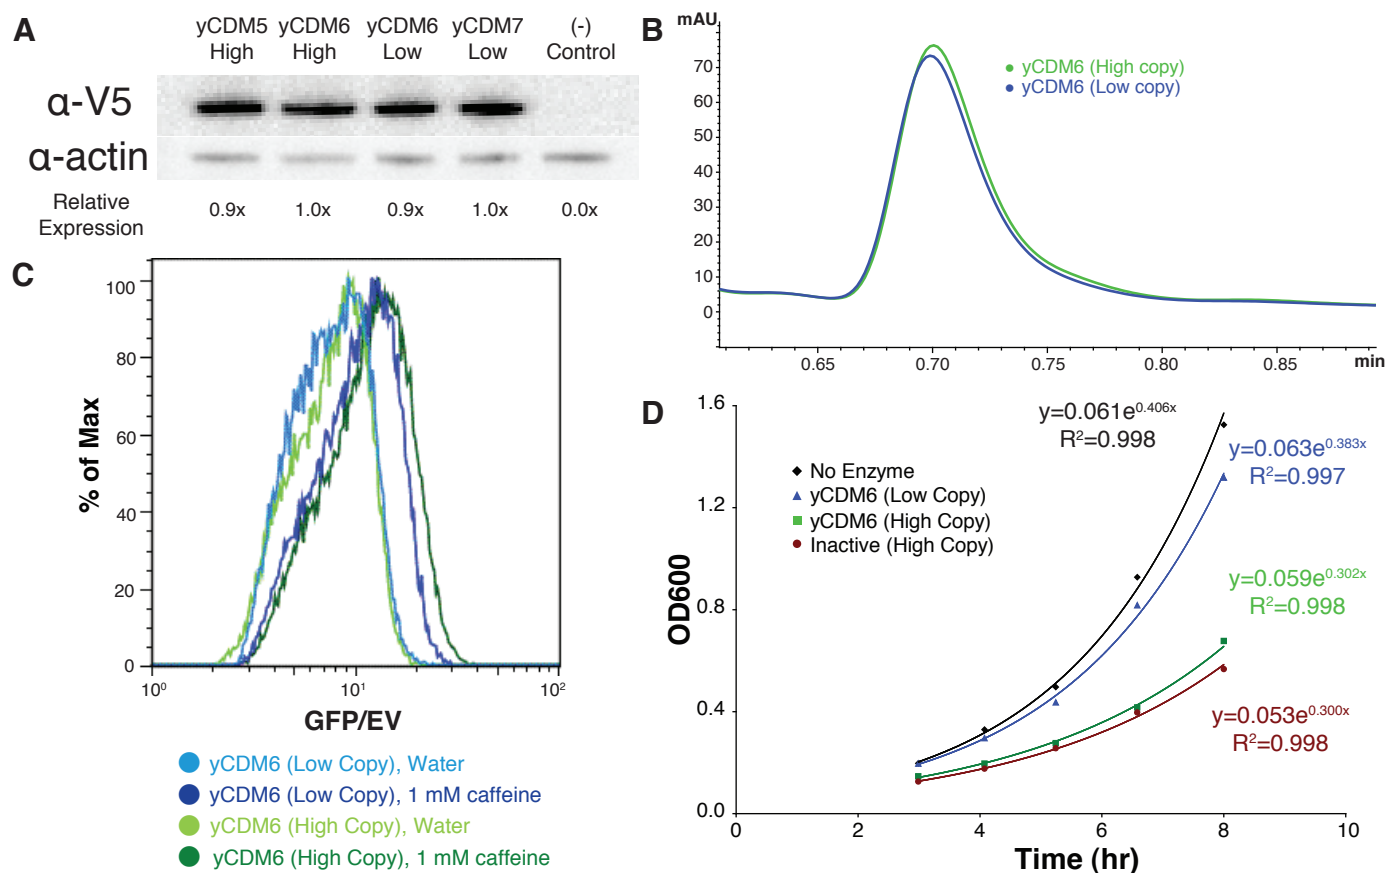 A
yCDM5 yCDM6 yCDM6 yCDM7 (-)
High High Low Low Control
α-V5
α-actin
Relative
Expression
0.9x 1.0x 0.9x 1.0x 0.0x
B
mAU
70
60
50
40
30
20
10
0
0.65 0.70 0.75 0.80 0.85 min
yCDM6 (High copy)
yCDM6 (Low copy)
C
% of Max
100
80
60
40
20
0
10⁰ 10¹ 10²
GFP/EV
yCDM6 (Low Copy), Water
yCDM6 (Low Copy), 1 mM caffeine
yCDM6 (High Copy), Water
yCDM6 (High Copy), 1 mM caffeine
D
OD600
1.6
1.2
0.8
0.4
0.0
0 2 4 6 8 10
Time (hr)
No Enzyme
yCDM6 (Low Copy)
yCDM6 (High Copy)
Inactive (High Copy)
y=0.061e^0.406x
R²=0.998
y=0.063e^0.383x
R²=0.997
y=0.059e^0.302x
R²=0.998
y=0.053e^0.300x
R²=0.998